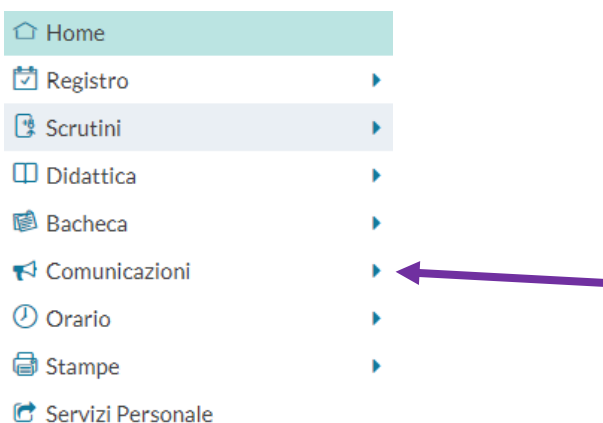 Home
Registro
Scrutini
Didattica
Bacheca
Comunicazioni
Orario
Stampe
Servizi Personale